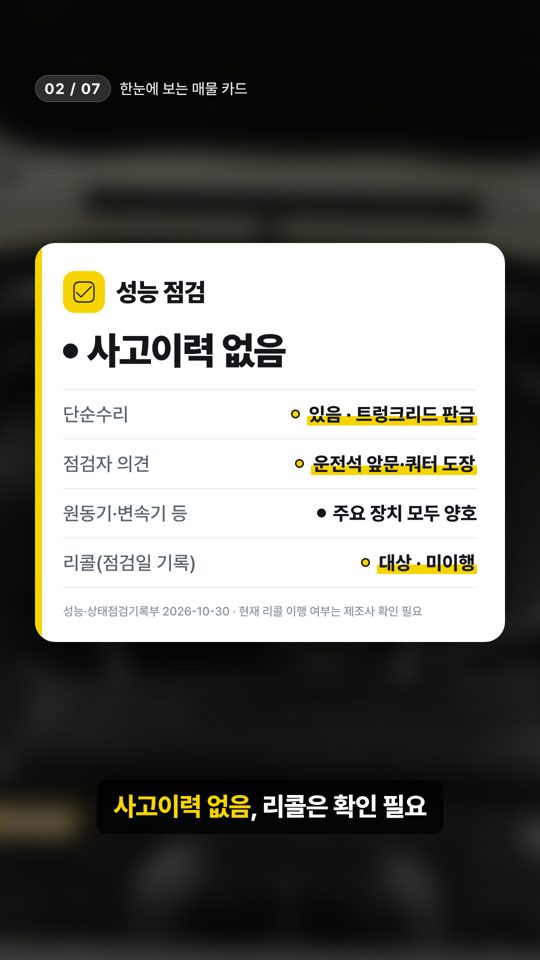 02 / 07 한눈에 보는 매물 카드
성능 점검
• 사고이력 없음
단순수리 있음 · 트렁크리드 판금
점검자 의견 운전석 앞문·쿼터 도장
원동기·변속기 등 • 주요 장치 모두 양호
리콜(점검일 기록) 대상 · 미이행
성능·상태점검기록부 2026-10-30 · 현재 리콜 이행 여부는 제조사 확인 필요
사고이력 없음, 리콜은 확인 필요